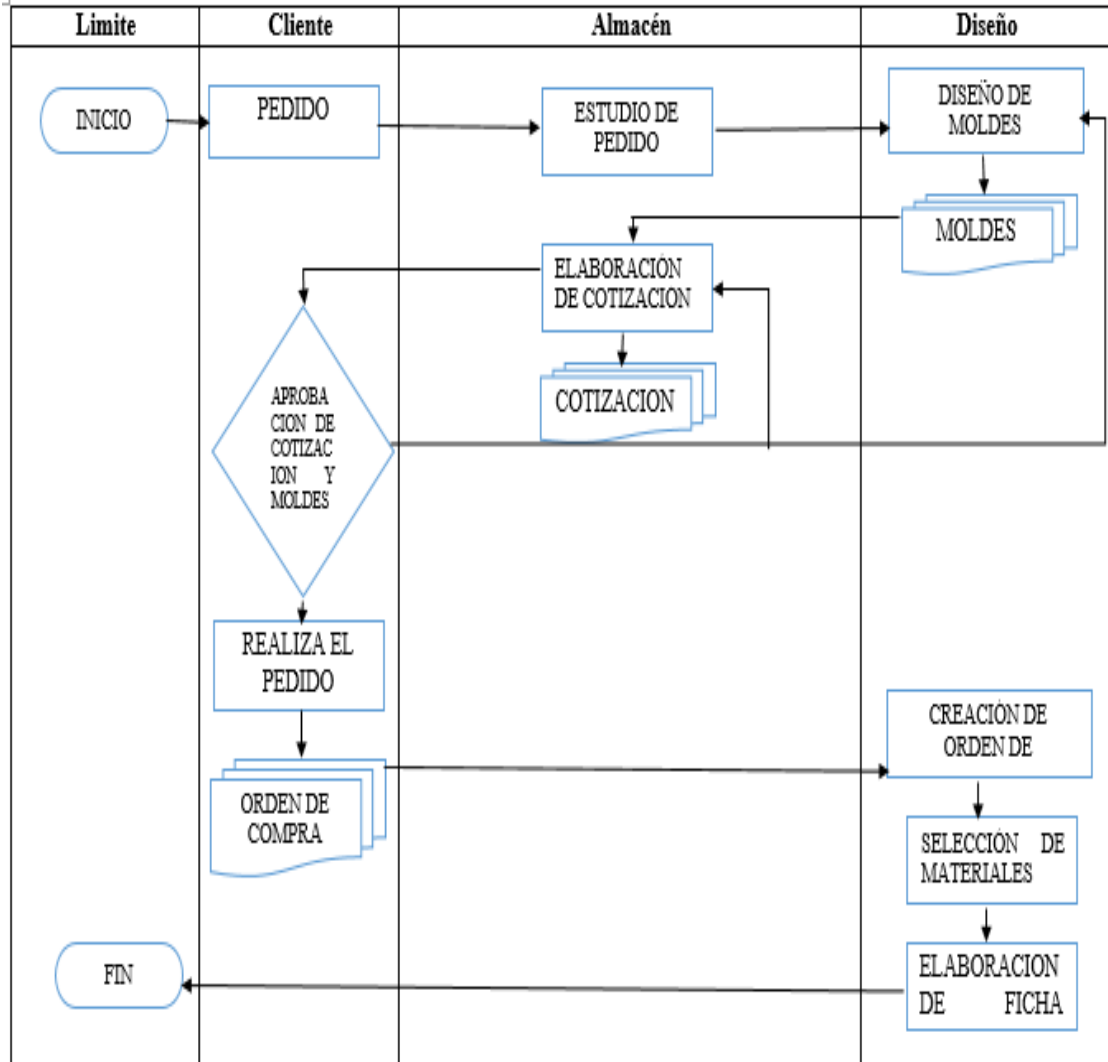 Limite
Cliente
Almacén
Diseño
INICIO
PEDIDO
ESTUDIO DE
PEDIDO
DISEÑO DE
MOLDES
MOLDES
ELABORACIÓN
DE COTIZACION
COTIZACION
APROBA
CION DE
COTIZAC
ION Y
MOLDES
REALIZA EL
PEDIDO
ORDEN DE
COMPRA
CREACIÓN DE
ORDEN DE
SELECCIÓN DE
MATERIALES
ELABORACION
DE FICHA
FIN